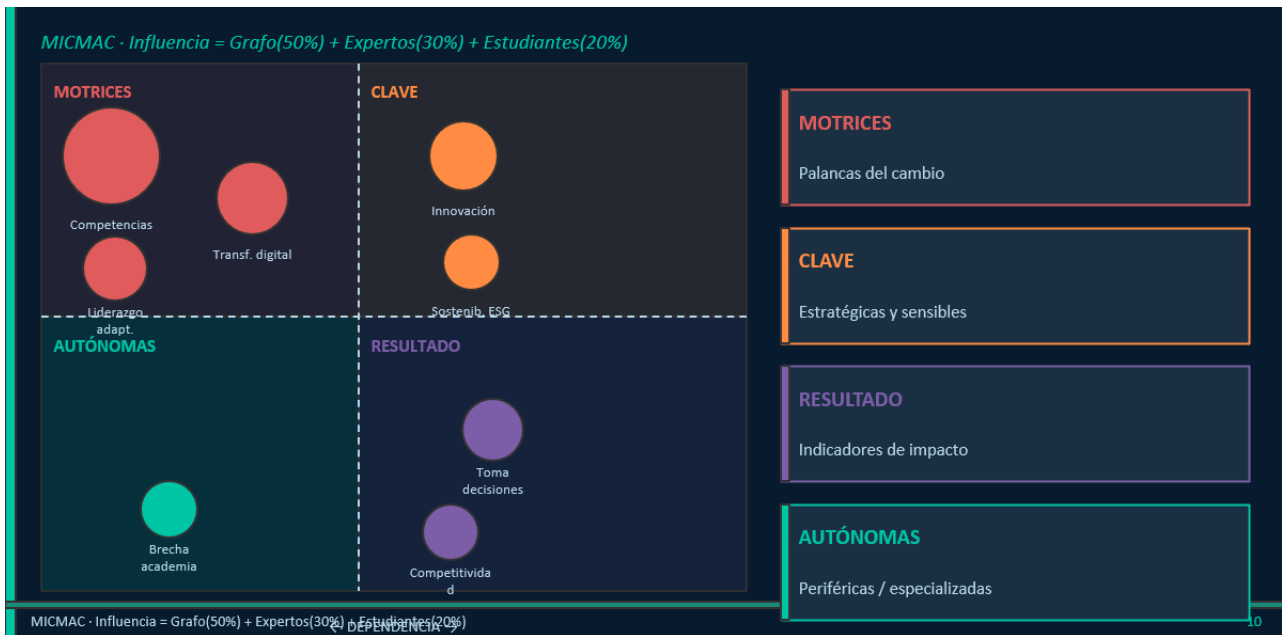 MICMAC · Influencia = Grafo(50%) + Expertos(30%) + Estudiantes(20%)
MOTRICES
Competencias
Transf. digital
Liderazgo
adapt.
CLAVE
Innovación
Sostenib. ESG
AUTÓNOMAS
Brecha
academia
RESULTADO
Toma
decisiones
Competitivida
d
MOTRICES
Palancas del cambio
CLAVE
Estratégicas y sensibles
RESULTADO
Indicadores de impacto
AUTÓNOMAS
Periféricas / especializadas
MICMAC · Influencia = Grafo(50%) + Expertos(30%) + Estudiantes(20%)
<- DEPENDENCIA ->
10